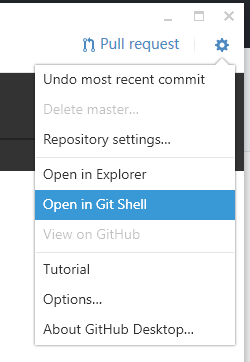 Pull request
Undo most recent commit
Delete master...
Repository settings...
Open in Explorer
Open in Git Shell
View on GitHub
Tutorial
Options...
About GitHub Desktop...